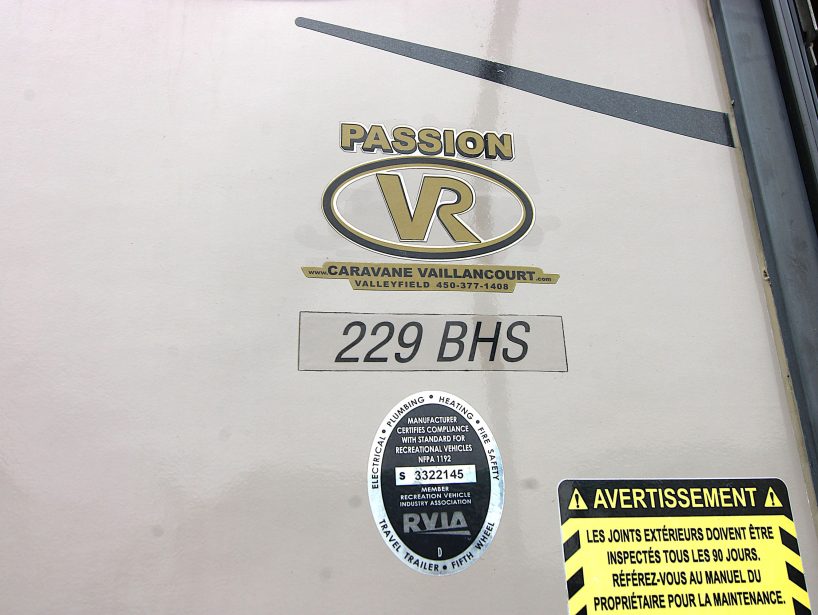 PASSION
VR
www.CARAVANE VAILLANCOURT.com
VALLEYFIELD 450-377-1408
229 BHS
ELECTRICAL • PLUMBING • HEATING • FIRE SAFETY
MANUFACTURER
CERTIFIES COMPLIANCE
WITH STANDARD FOR
RECREATIONAL VEHICLES
NFPA 1192
S 3322145
MEMBER
RECREATION VEHICLE
INDUSTRY ASSOCIATION
RVIA
D
TRAVEL TRAILER • FIFTH WHEEL
AVERTISSEMENT
LES JOINTS EXTÉRIEURS DOIVENT ÊTRE
INSPECTÉS TOUS LES 90 JOURS.
RÉFÉREZ-VOUS AU MANUEL DU
PROPRIÉTAIRE POUR LA MAINTENANCE.